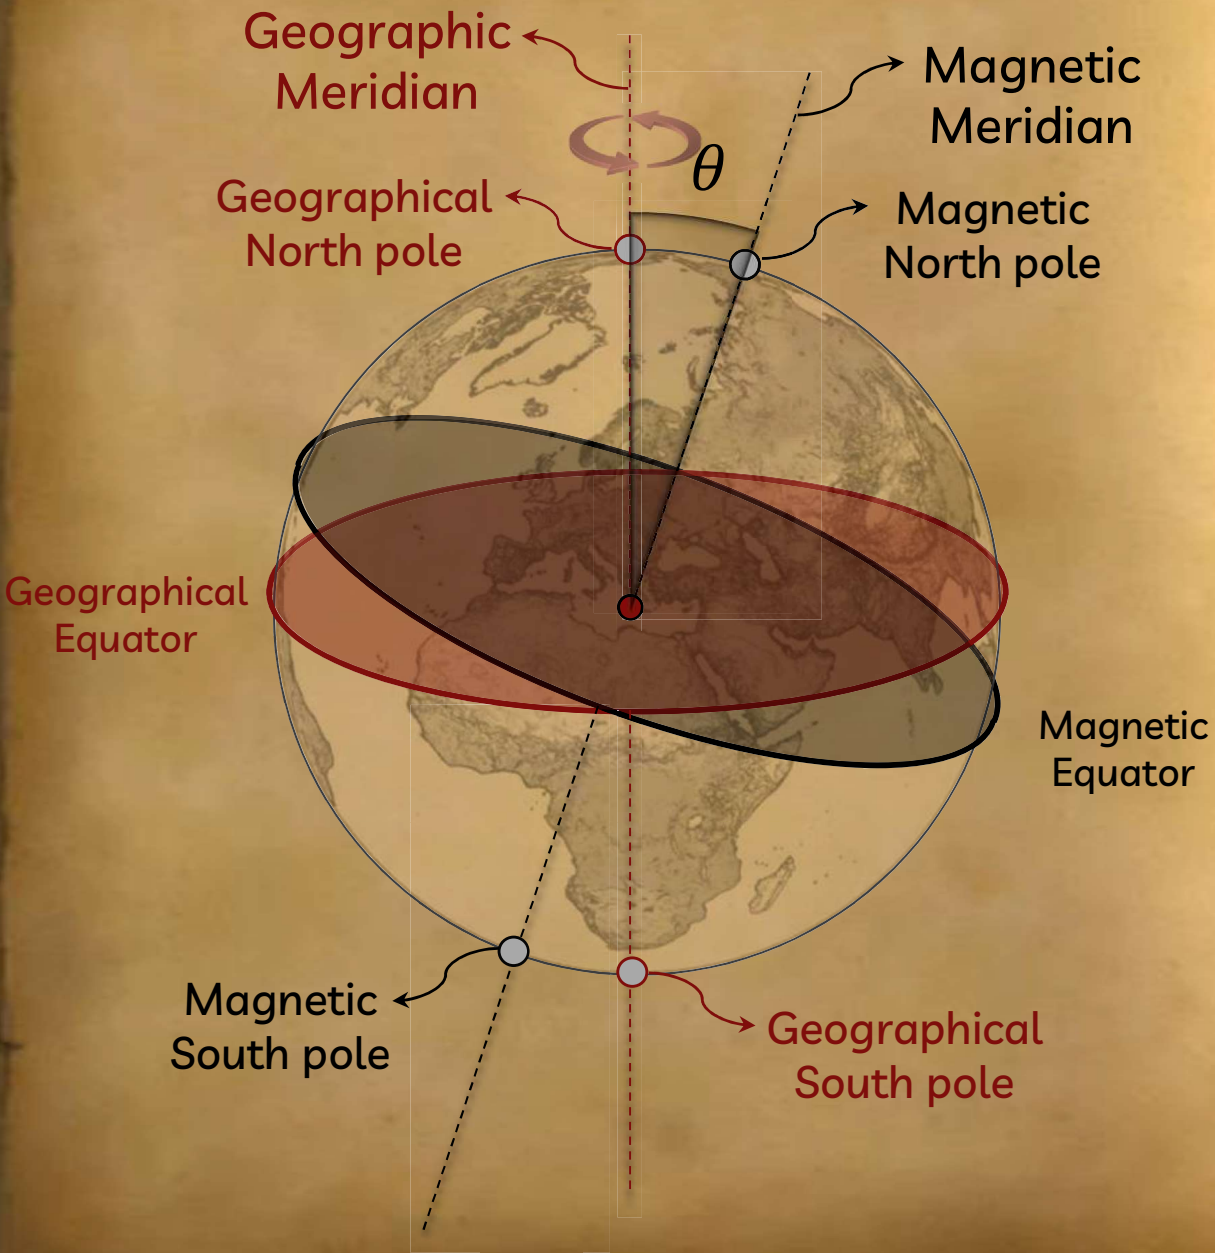 Geographic
Meridian
Magnetic
Meridian
θ
Geographical
North pole
Magnetic
North pole
Geographical
Equator
Magnetic
Equator
Magnetic
South pole
Geographical
South pole